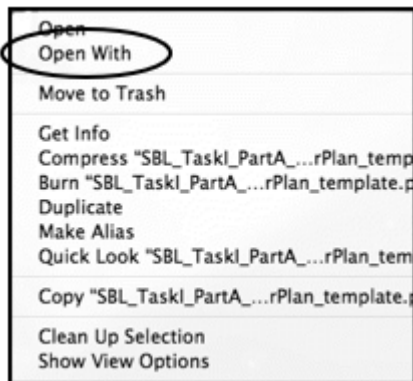 Open
Open With
Move to Trash
Get Info
Compress "SBL_TaskI_PartA_...rPlan_temp
Burn "SBL_TaskI_PartA_...rPlan_template.p
Duplicate
Make Alias
Quick Look "SBL_TaskI_PartA_...rPlan_tem
Copy "SBL_TaskI_PartA_...rPlan_template.p
Clean Up Selection
Show View Options